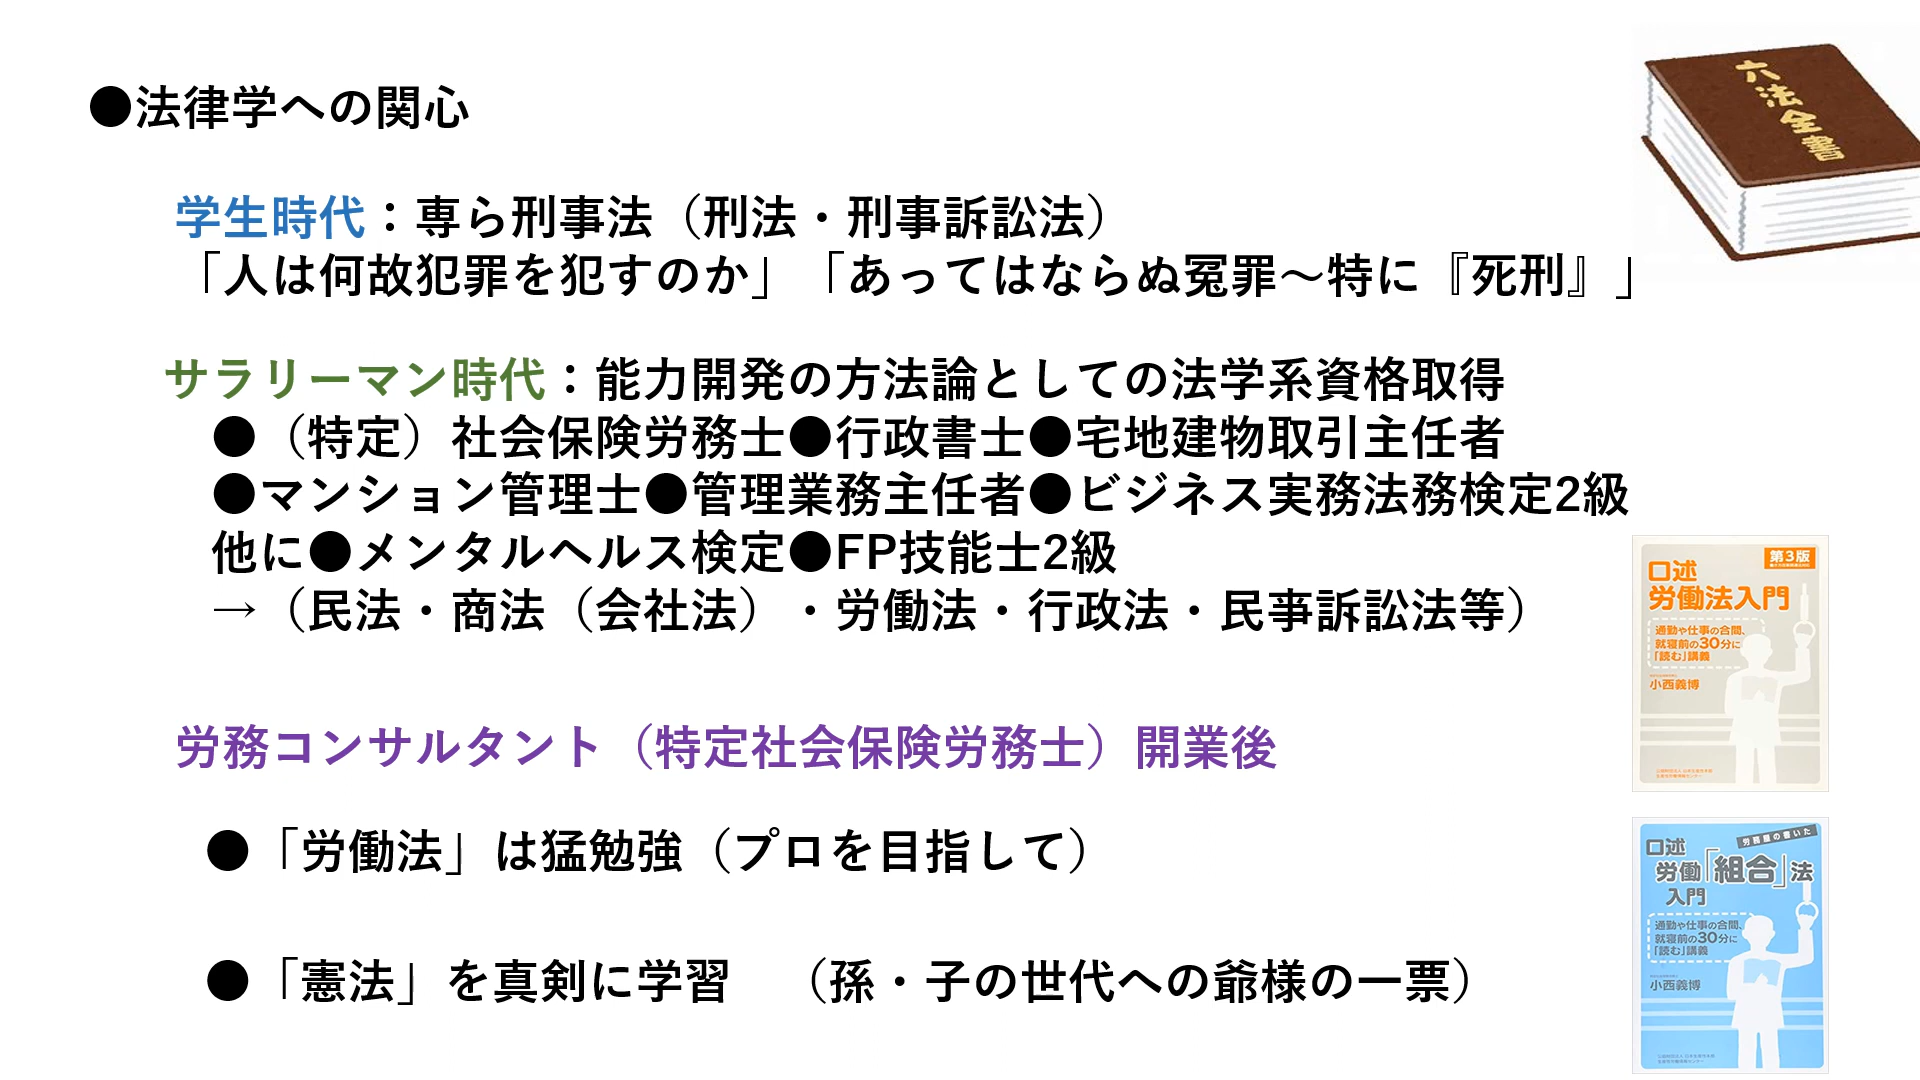 ●法律学への関心
六法全書
学生時代：専ら刑事法（刑法・刑事訴訟法）
「人は何故犯罪を犯すのか」「あってはならぬ冤罪～特に『死刑』」
サラリーマン時代：能力開発の方法論としての法学系資格取得
●（特定）社会保険労務士●行政書士●宅地建物取引主任者
●マンション管理士●管理業務主任者●ビジネス実務法務検定2級
他に●メンタルヘルス検定●FP技能士2級
→（民法・商法（会社法）・労働法・行政法・民事訴訟法等）
労務コンサルタント（特定社会保険労務士）開業後
●「労働法」は猛勉強（プロを目指して）
●「憲法」を真剣に学習　（孫・子の世代への爺様の一票）
第3版
口述
労働法入門
通勤や仕事の合間、
就寝前の30分に
「読む」講義
小西義博
労務屋の書いた
口述
労働「組合」法
入門
通勤や仕事の合間、
就寝前の30分に
「読む」講義
小西義博